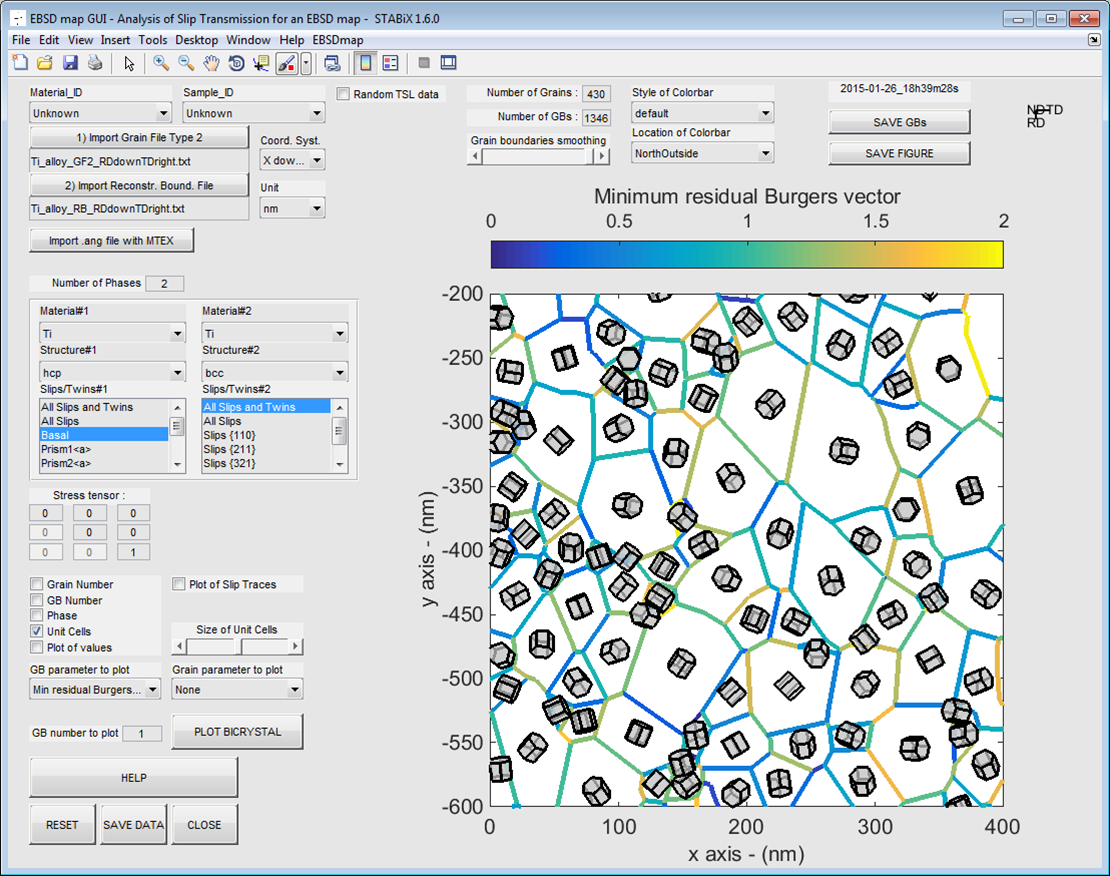 EBSD map GUI - Analysis of Slip Transmission for an EBSD map - STABiX 1.6.0
File Edit View Insert Tools Desktop Window Help EBSDmap
Material_ID
Sample_ID
Unknown
Unknown
Random TSL data
1) Import Grain File Type 2
Ti_alloy_GF2_RDdownTDright.txt
2) Import Reconstr. Bound. File
Ti_alloy_RB_RDdownTDright.txt
Import .ang file with MTEX
Coord. Syst.
X dow...
Unit
nm
Number of Grains : 430
Number of GBs : 1346
Grain boundaries smoothing
Style of Colorbar
default
Location of Colorbar
NorthOutside
2015-01-26_18h39m28s
SAVE GBs
SAVE FIGURE
ND TD
RD
Number of Phases 2
Material#1
Ti
Structure#1
hcp
Slips/Twins#1
All Slips and Twins
All Slips
Basal
Prism1<a>
Prism2<a>
Material#2
Ti
Structure#2
bcc
Slips/Twins#2
All Slips and Twins
All Slips
Slips {110}
Slips {211}
Slips {321}
Stress tensor :
0 0 0
0 0 0
0 0 1
Grain Number
GB Number
Phase
Unit Cells
Plot of values
Plot of Slip Traces
Size of Unit Cells
GB parameter to plot
Min residual Burgers...
Grain parameter to plot
None
GB number to plot 1
PLOT BICRYSTAL
HELP
RESET
SAVE DATA
CLOSE
Minimum residual Burgers vector
0 0.5 1 1.5 2
-200
-250
-300
-350
-400
-450
-500
-550
-600
y axis - (nm)
0 100 200 300 400
x axis - (nm)